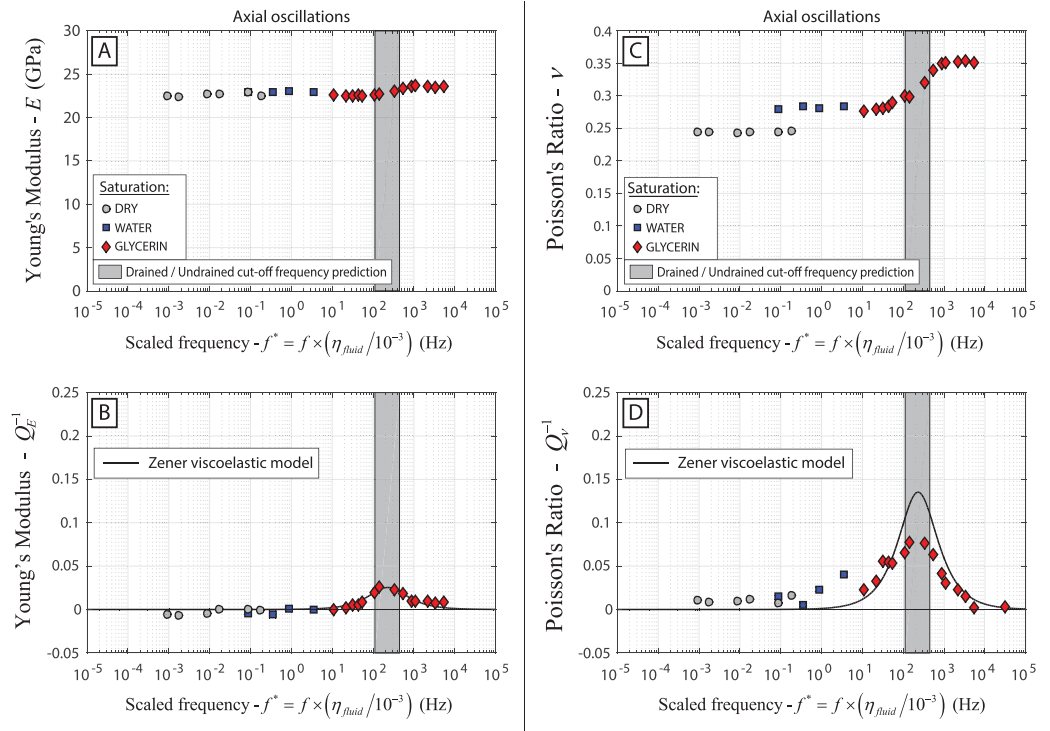 Axial oscillations
A
Young's Modulus - E (GPa)
30
25
20
15
10
5
0
Saturation:
DRY
WATER
GLYCERIN
Drained / Undrained cut-off frequency prediction
10^-5 10^-4 10^-3 10^-2 10^-1 10^0 10^1 10^2 10^3 10^4 10^5
Scaled frequency - f* = f × (η_fluid/10^-3) (Hz)
B
Young's Modulus - Q_E^-1
0.25
0.2
0.15
0.1
0.05
0
-0.05
Zener viscoelastic model
10^-5 10^-4 10^-3 10^-2 10^-1 10^0 10^1 10^2 10^3 10^4 10^5
Scaled frequency - f* = f × (η_fluid/10^-3) (Hz)
Axial oscillations
C
Poisson's Ratio - ν
0.4
0.35
0.3
0.25
0.2
0.15
0.1
0.05
0
Saturation:
DRY
WATER
GLYCERIN
Drained / Undrained cut-off frequency prediction
10^-5 10^-4 10^-3 10^-2 10^-1 10^0 10^1 10^2 10^3 10^4 10^5
Scaled frequency - f* = f × (η_fluid/10^-3) (Hz)
D
Poisson's Ratio - Q_ν^-1
0.25
0.2
0.15
0.1
0.05
0
-0.05
Zener viscoelastic model
10^-5 10^-4 10^-3 10^-2 10^-1 10^0 10^1 10^2 10^3 10^4 10^5
Scaled frequency - f* = f × (η_fluid/10^-3) (Hz)